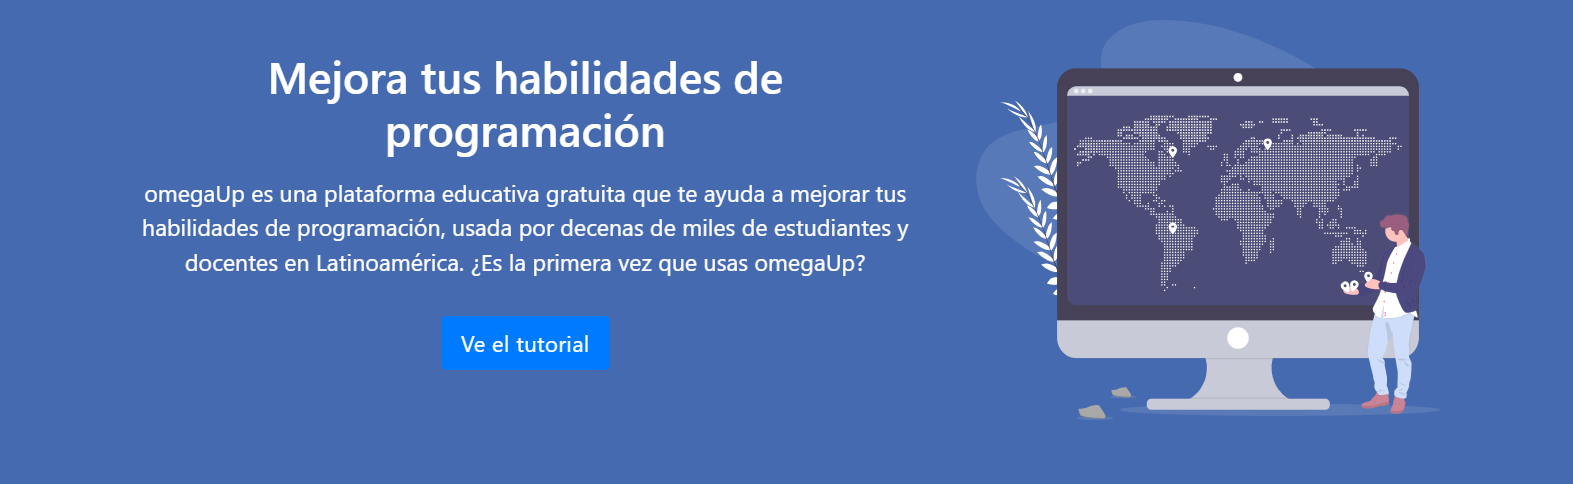 Mejora tus habilidades de
programación
omegaUp es una plataforma educativa gratuita que te ayuda a mejorar tus
habilidades de programación, usada por decenas de miles de estudiantes y
docentes en Latinoamérica. ¿Es la primera vez que usas omegaUp?
Ve el tutorial